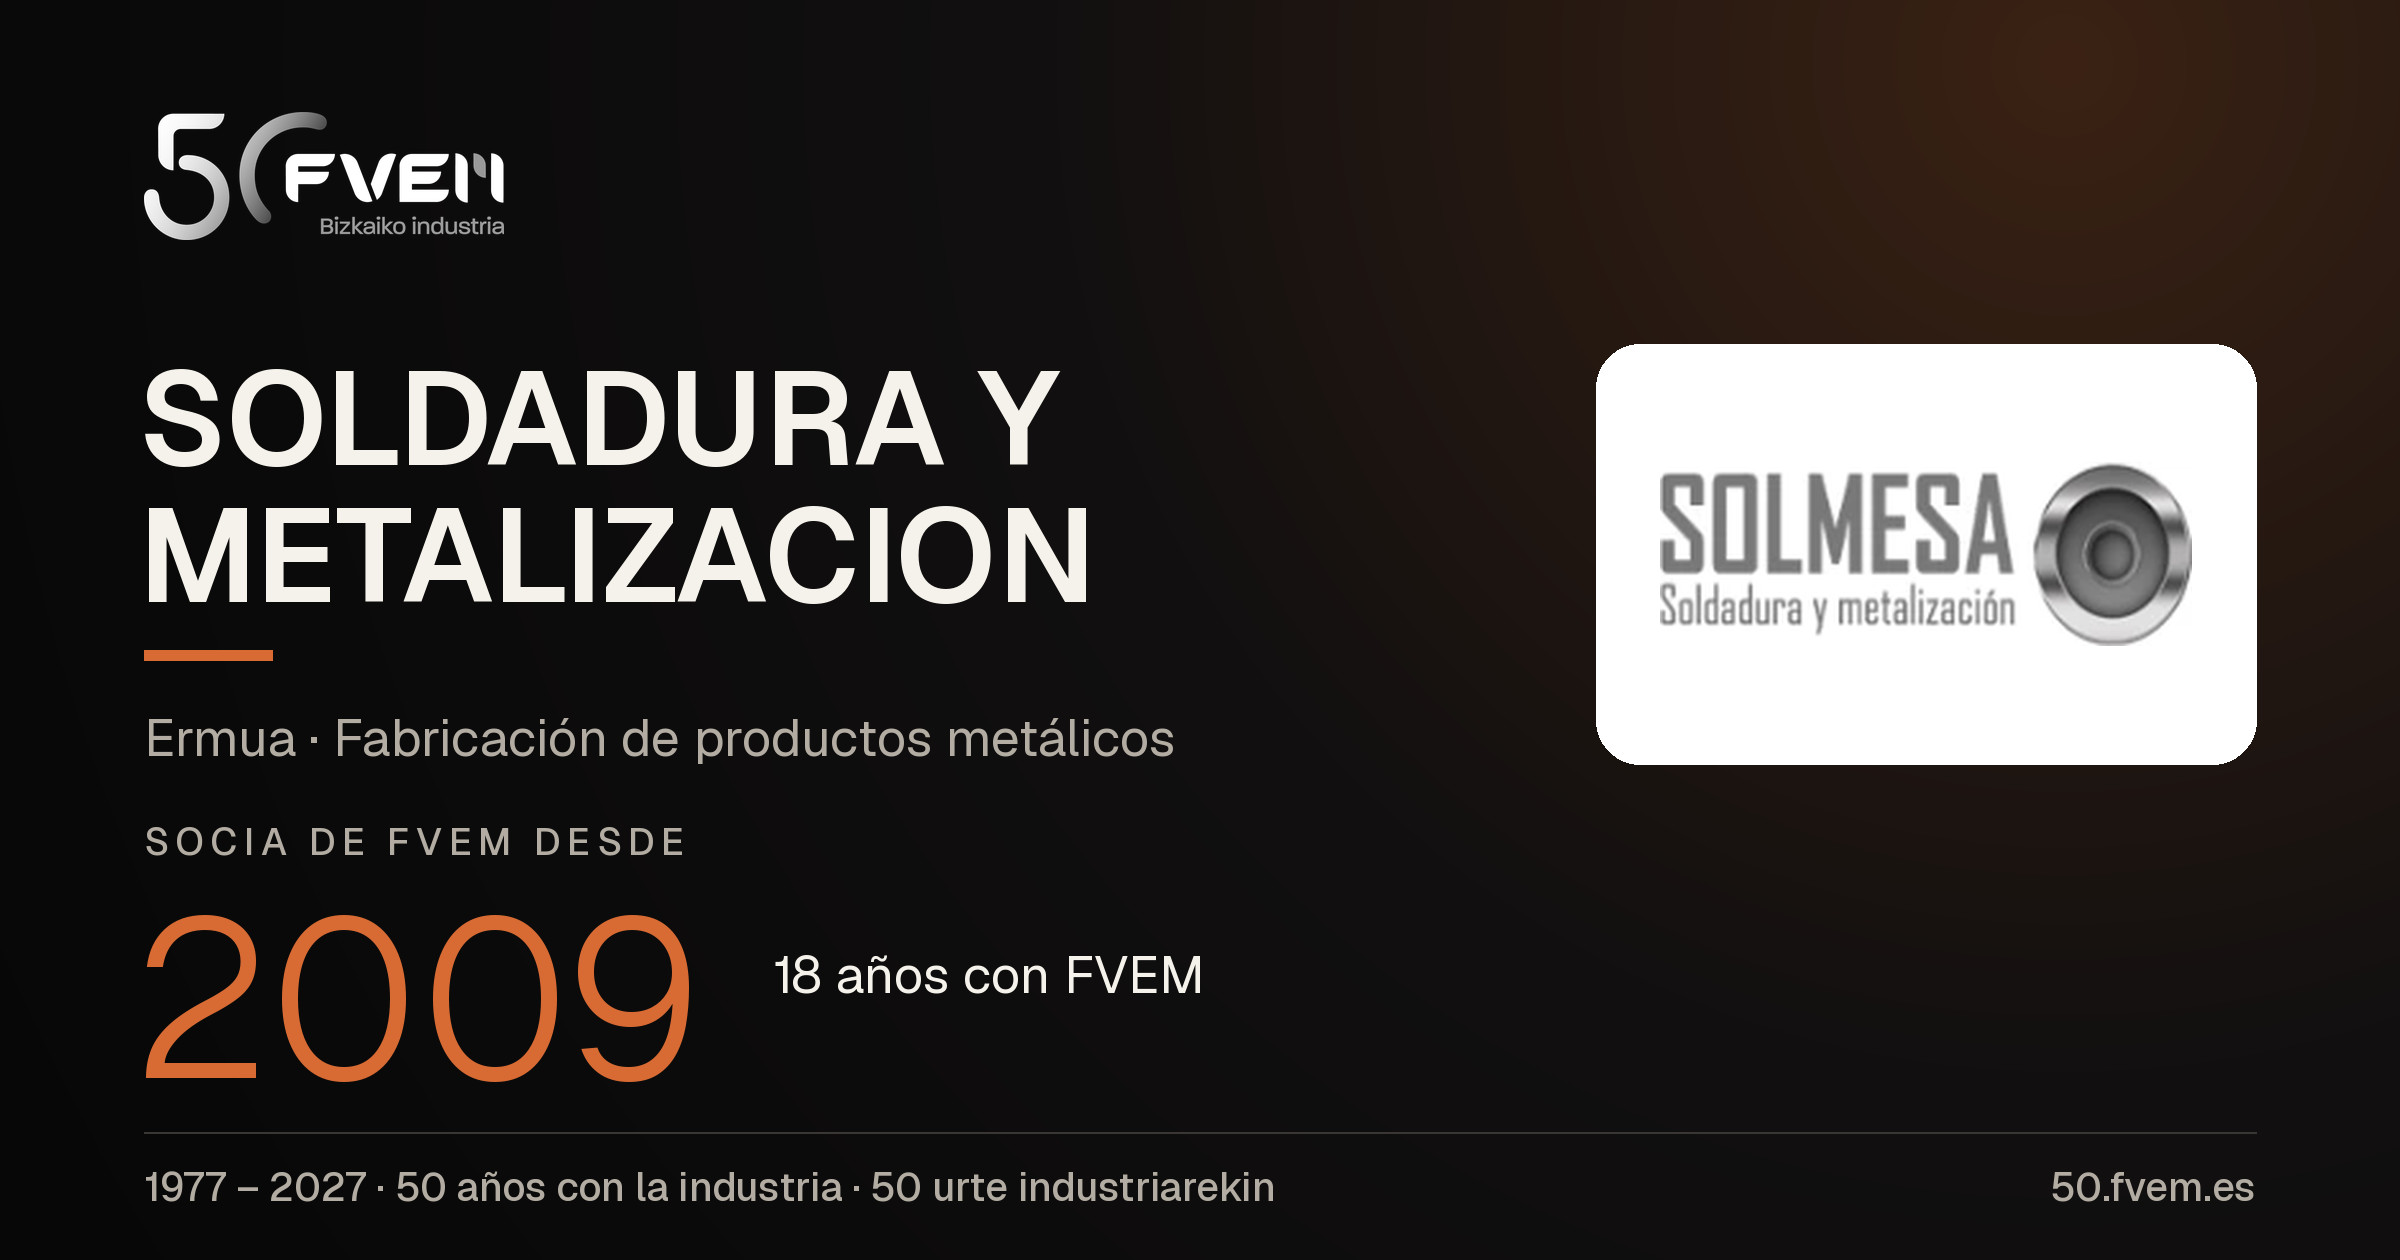 50 FVEM
Bizkaiko industria
SOLDADURA Y
METALIZACION
SOLMESA
Soldadura y metalización
Ermua · Fabricación de productos metálicos
SOCIA DE FVEM DESDE
2009
18 años con FVEM
1977 – 2027 · 50 años con la industria · 50 urte industriarekin
50.fvem.es